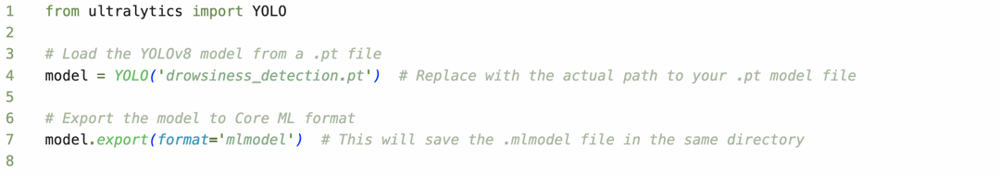 1 from ultralytics import YOLO
2
3 # Load the YOLOv8 model from a .pt file
4 model = YOLO('drowsiness_detection.pt')  # Replace with the actual path to your .pt model file
5
6 # Export the model to Core ML format
7 model.export(format='mlmodel')  # This will save the .mlmodel file in the same directory
8